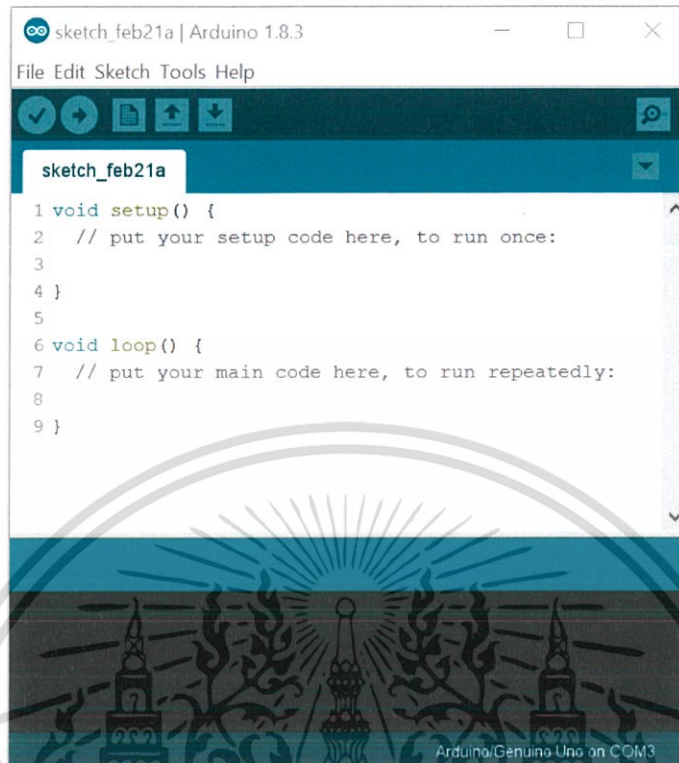 sketch_feb21a | Arduino 1.8.3
File Edit Sketch Tools Help
sketch_feb21a
1 void setup() {
2   // put your setup code here, to run once:
3
4 }
5
6 void loop() {
7   // put your main code here, to run repeatedly:
8
9 }
Arduino/Genuino Uno on COM3